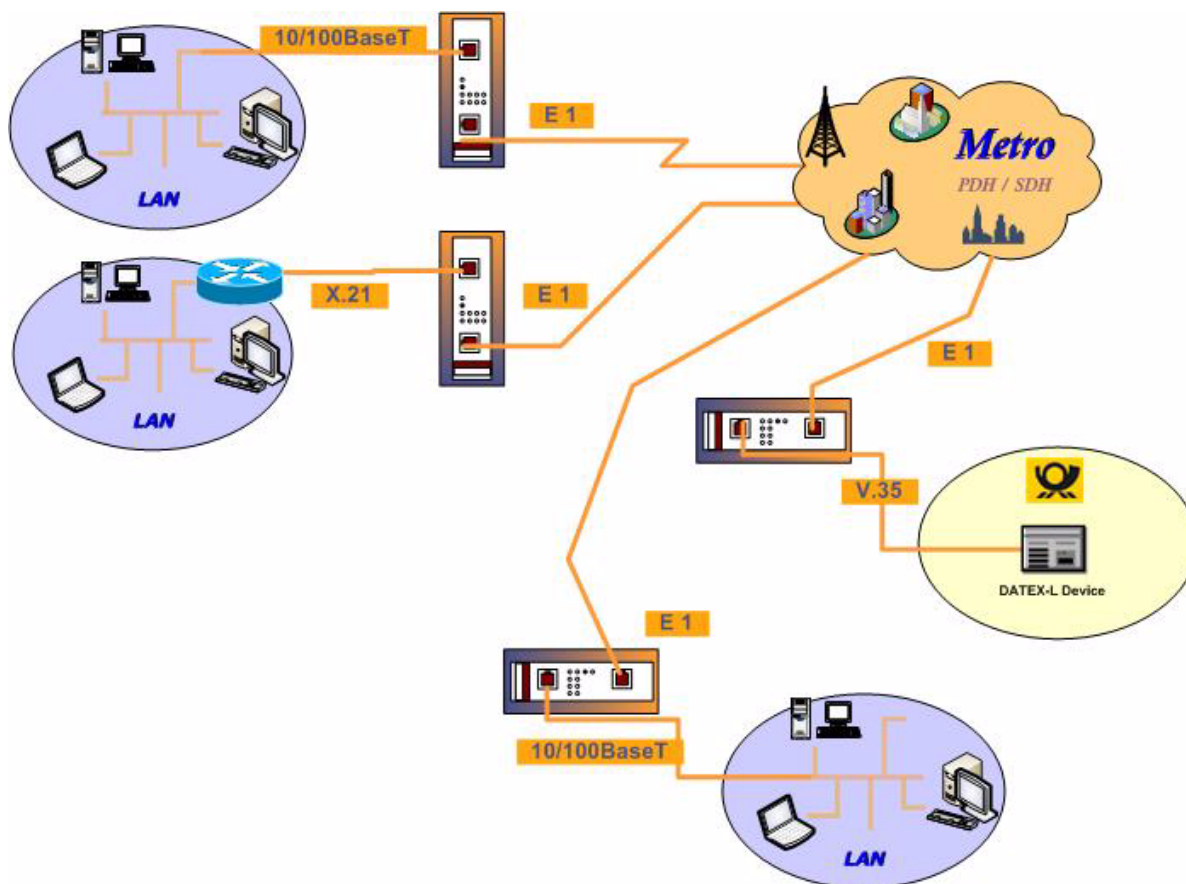 10/100BaseT
E 1
Metro
PDH / SDH
LAN
X.21
E 1
LAN
E 1
V.35
DATEX-L Device
E 1
10/100BaseT
LAN